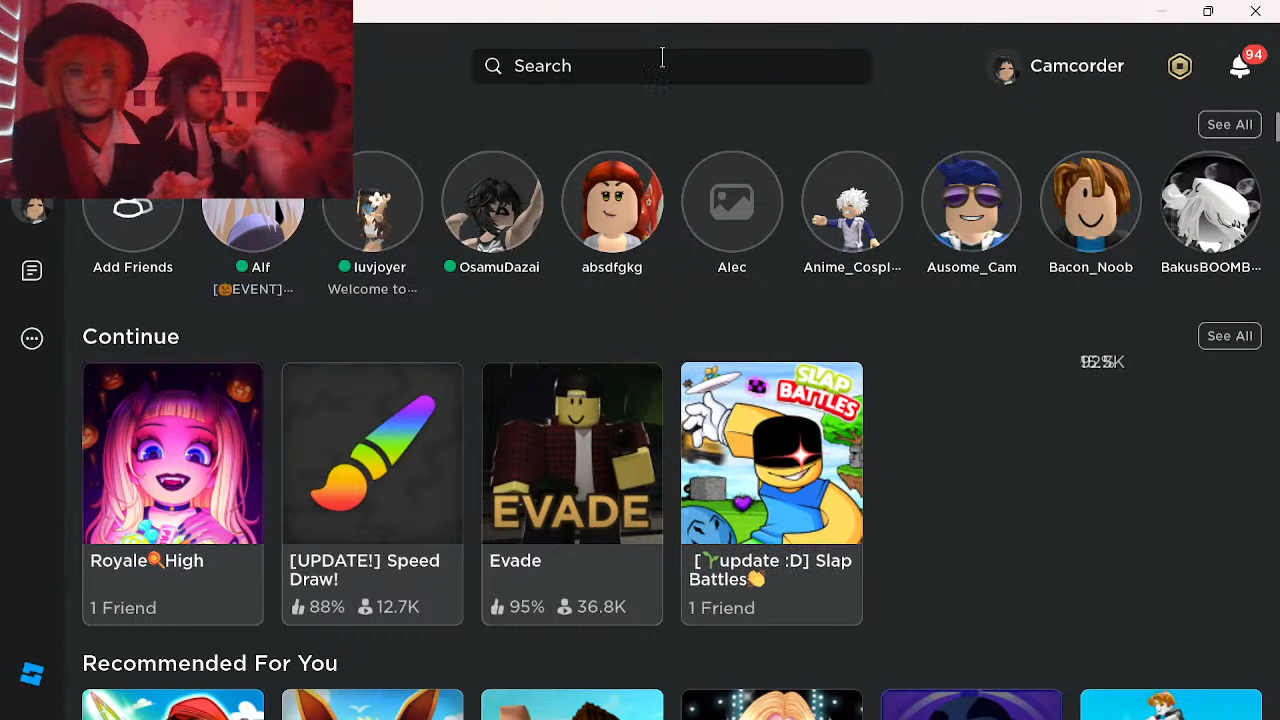 Search
Camcorder
94
See All
Add Friends
Alf
luvjoyer
OsamuDazai
absdfgkg
Alec
Anime_Cospl...
Ausome_Cam
Bacon_Noob
BakusBOOMB...
[🎃EVENT]...
Welcome to...
Continue
See All
SLAP
BATTLES
EVADE
Royale🍭High
[UPDATE!] Speed
Draw!
Evade
[🌱update :D] Slap
Battles👏
1 Friend
88% 12.7K
95% 36.8K
1 Friend
Recommended For You